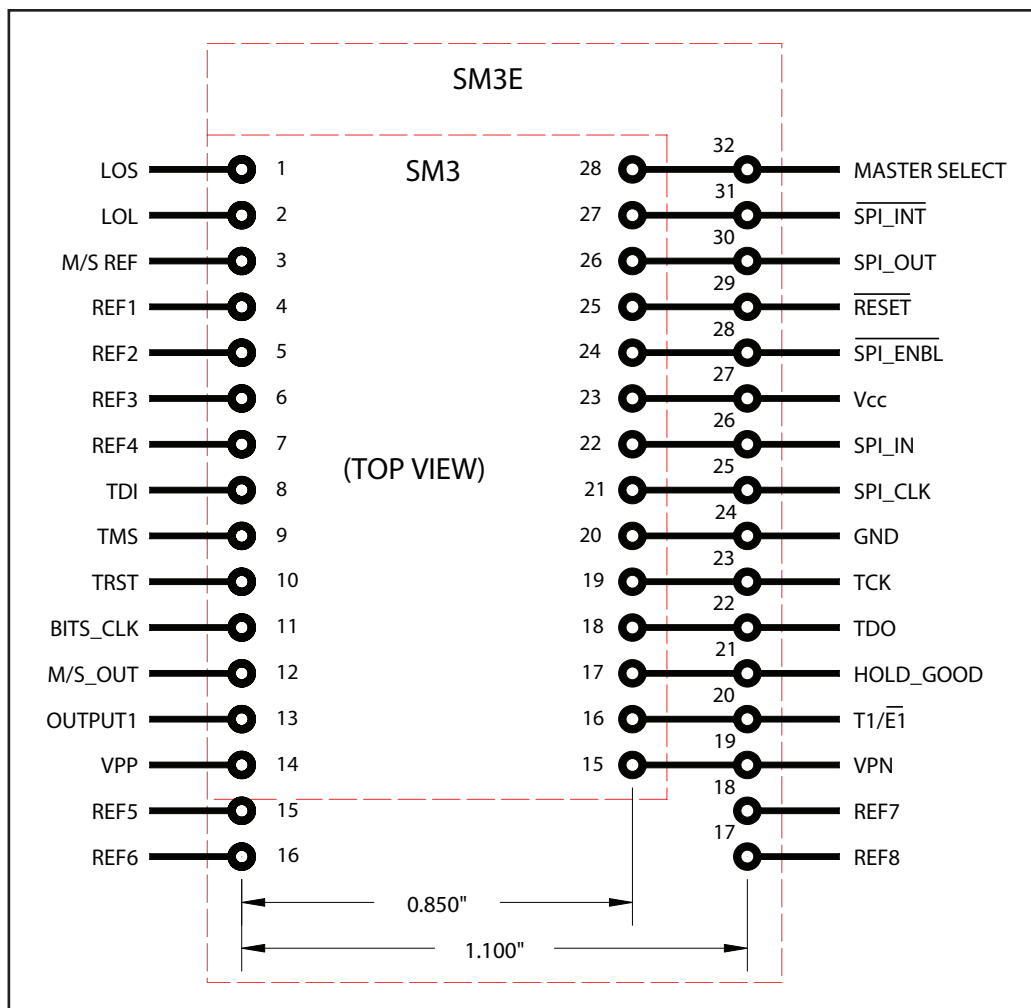 SM3E
SM3
32
LOS 1 28 MASTER SELECT
31
LOL 2 27 SPI_INT
30
M/S REF 3 26 SPI_OUT
29
REF1 4 25 RESET
28
REF2 5 24 SPI_ENBL
27
REF3 6 23 Vcc
26
REF4 7 22 SPI_IN
(TOP VIEW)
25
TDI 8 21 SPI_CLK
24
TMS 9 20 GND
23
TRST 10 19 TCK
22
BITS_CLK 11 18 TDO
21
M/S_OUT 12 17 HOLD_GOOD
20
OUTPUT1 13 16 T1/E1
19
VPP 14 15 VPN
18
REF5 15 REF7
17
REF6 16 REF8
0.850"
1.100"